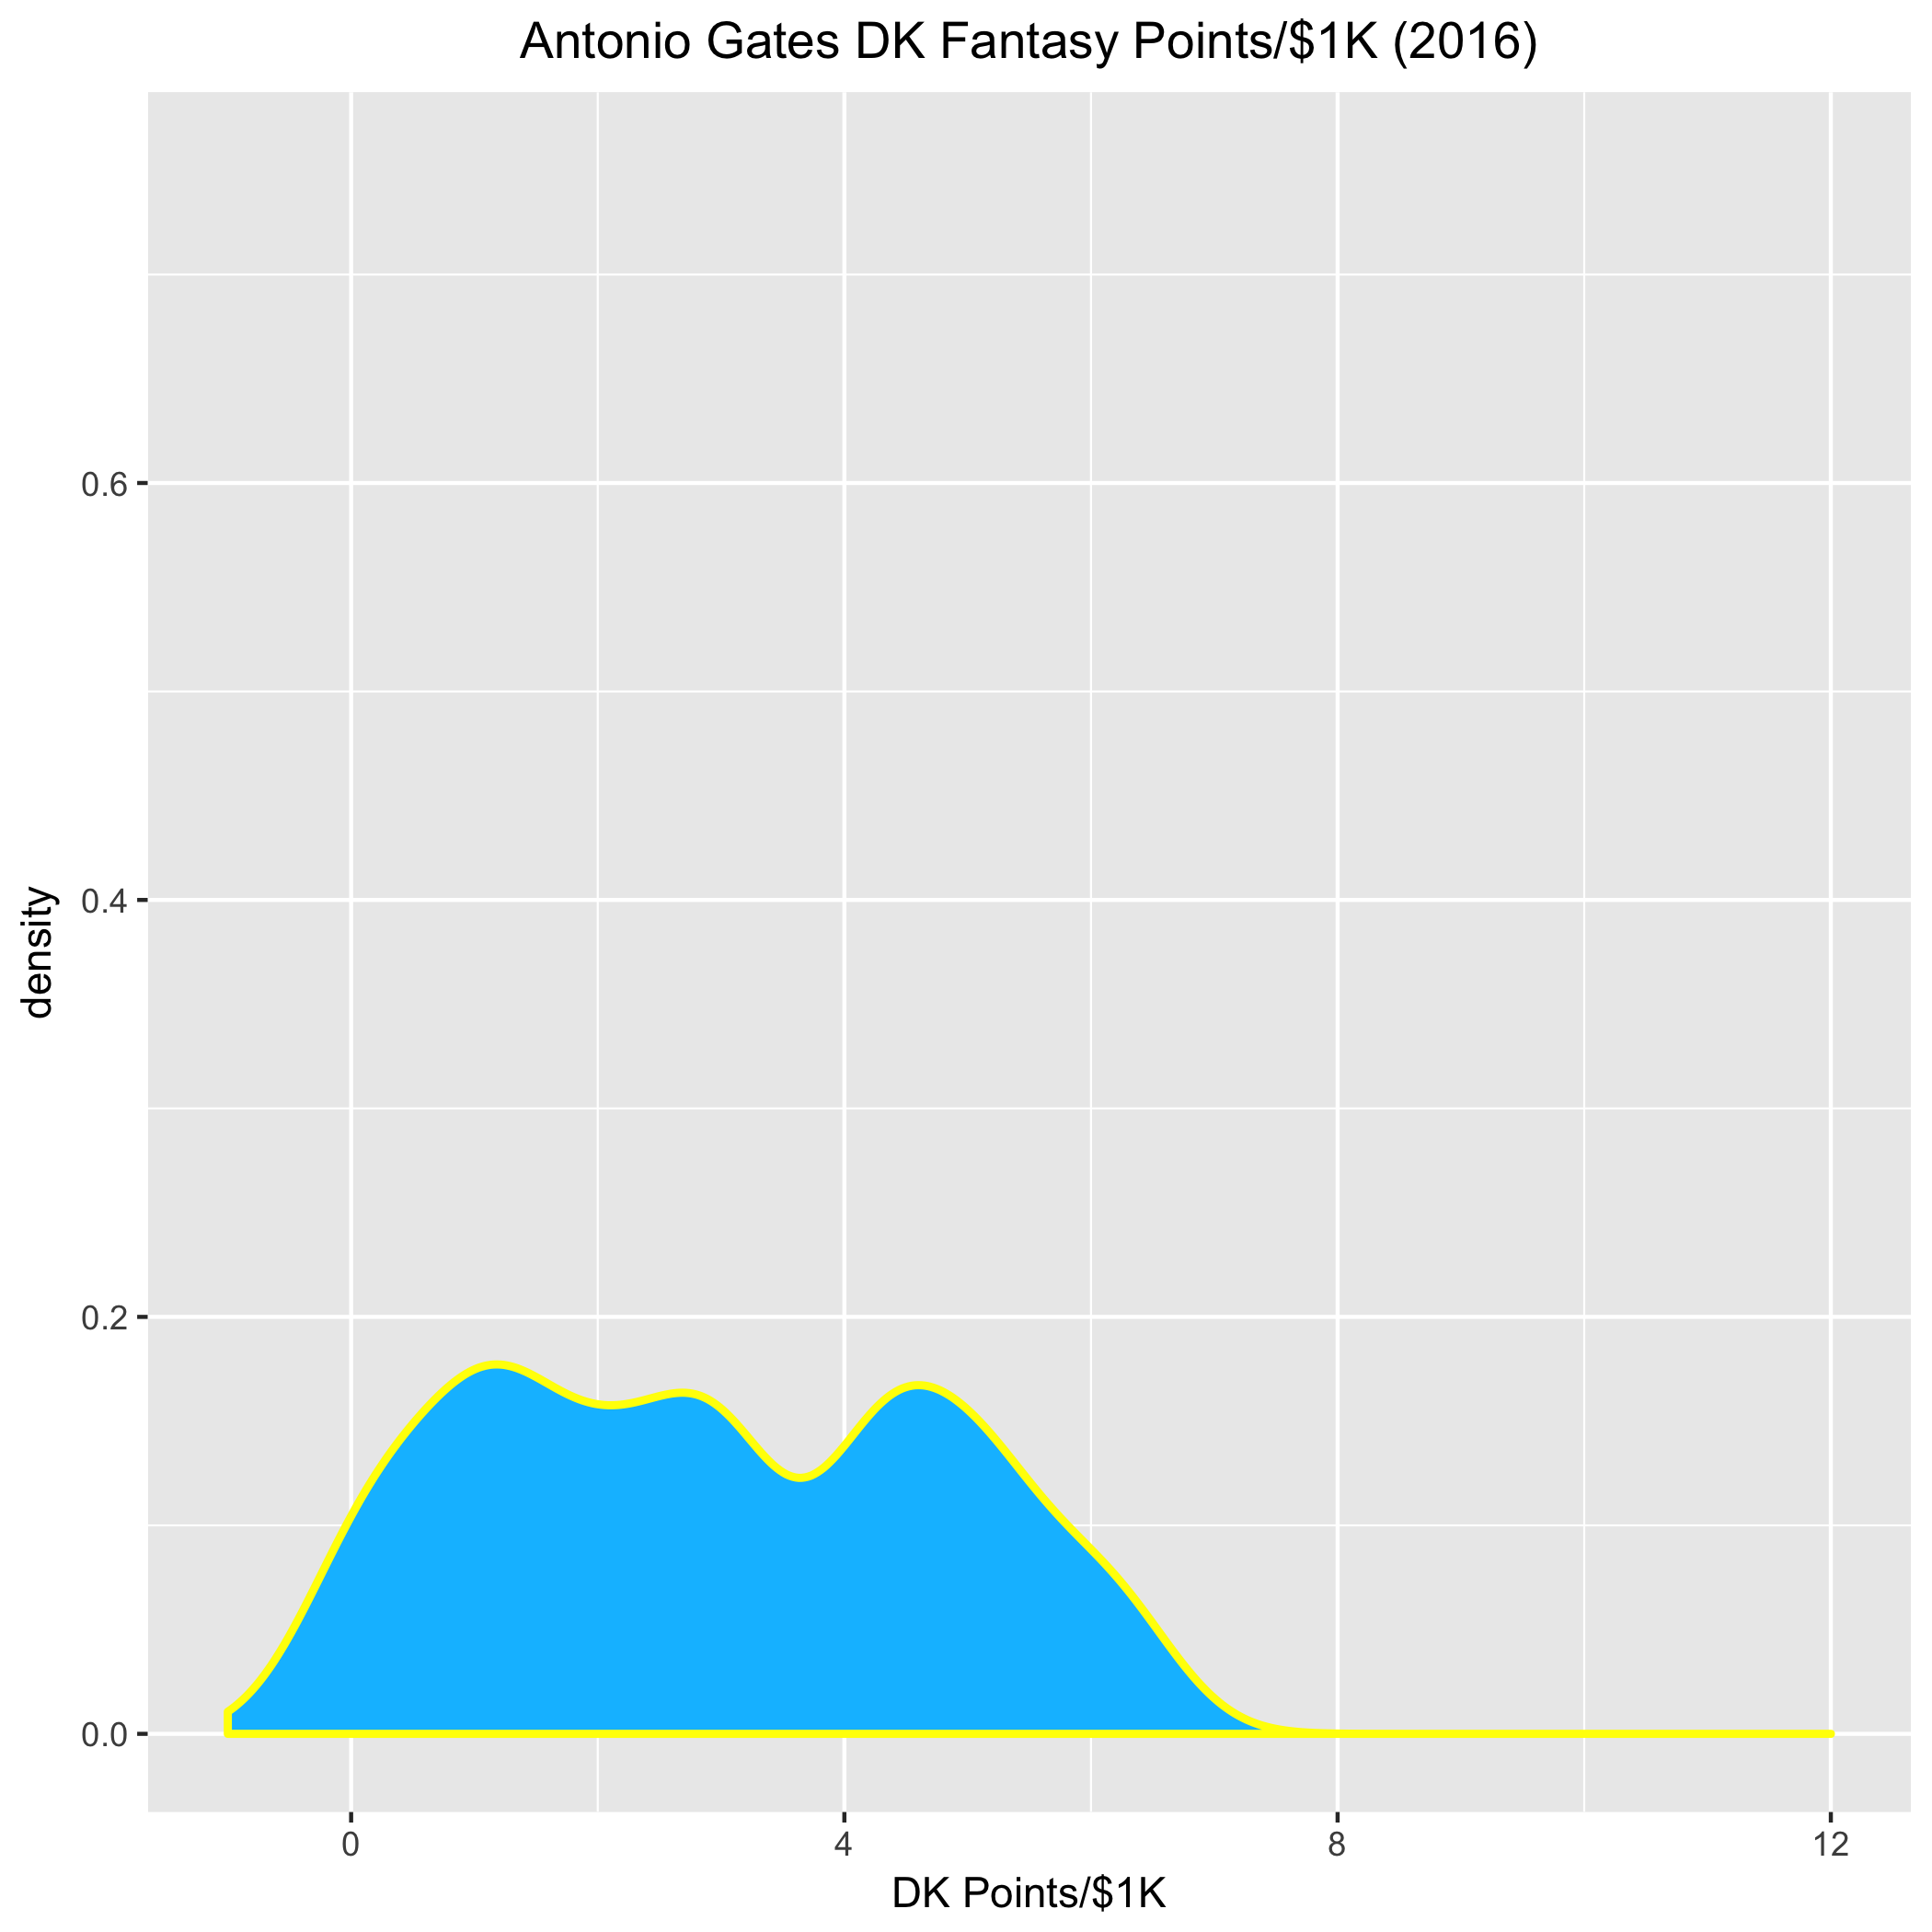 Antonio Gates DK Fantasy Points/$1K (2016)
density
0.6
0.4
0.2
0.0
0 4 8 12
DK Points/$1K